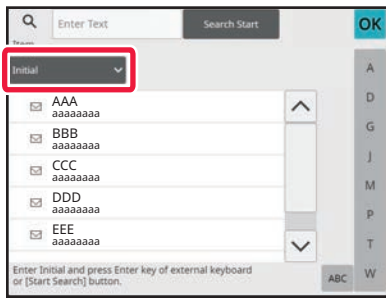 Enter Text
Search Start
OK
Item
Initial
AAA
aaaaaaaa
BBB
aaaaaaaa
CCC
aaaaaaaa
DDD
aaaaaaaa
EEE
aaaaaaaa
A
D
G
J
M
P
T
W
Enter Initial and press Enter key of external keyboard
or [Start Search] button.
ABC